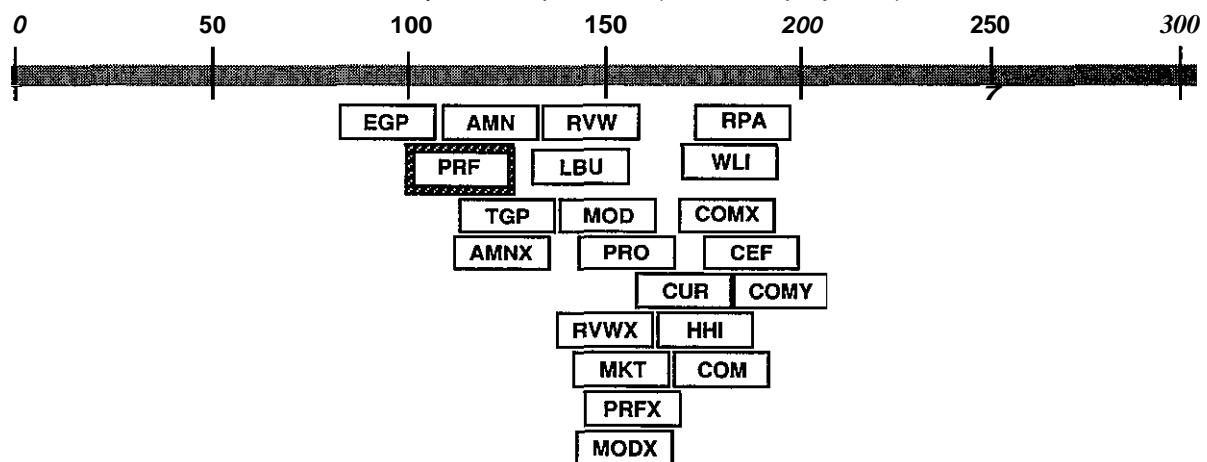 0 50 100 150 200 250 300
7
EGP AMN RVW RPA
PRF LBU WLI
TGP MOD COMX
AMNX PRO CEF
CUR COMY
RVWX HHI
MKT COM
PRFX
MODX